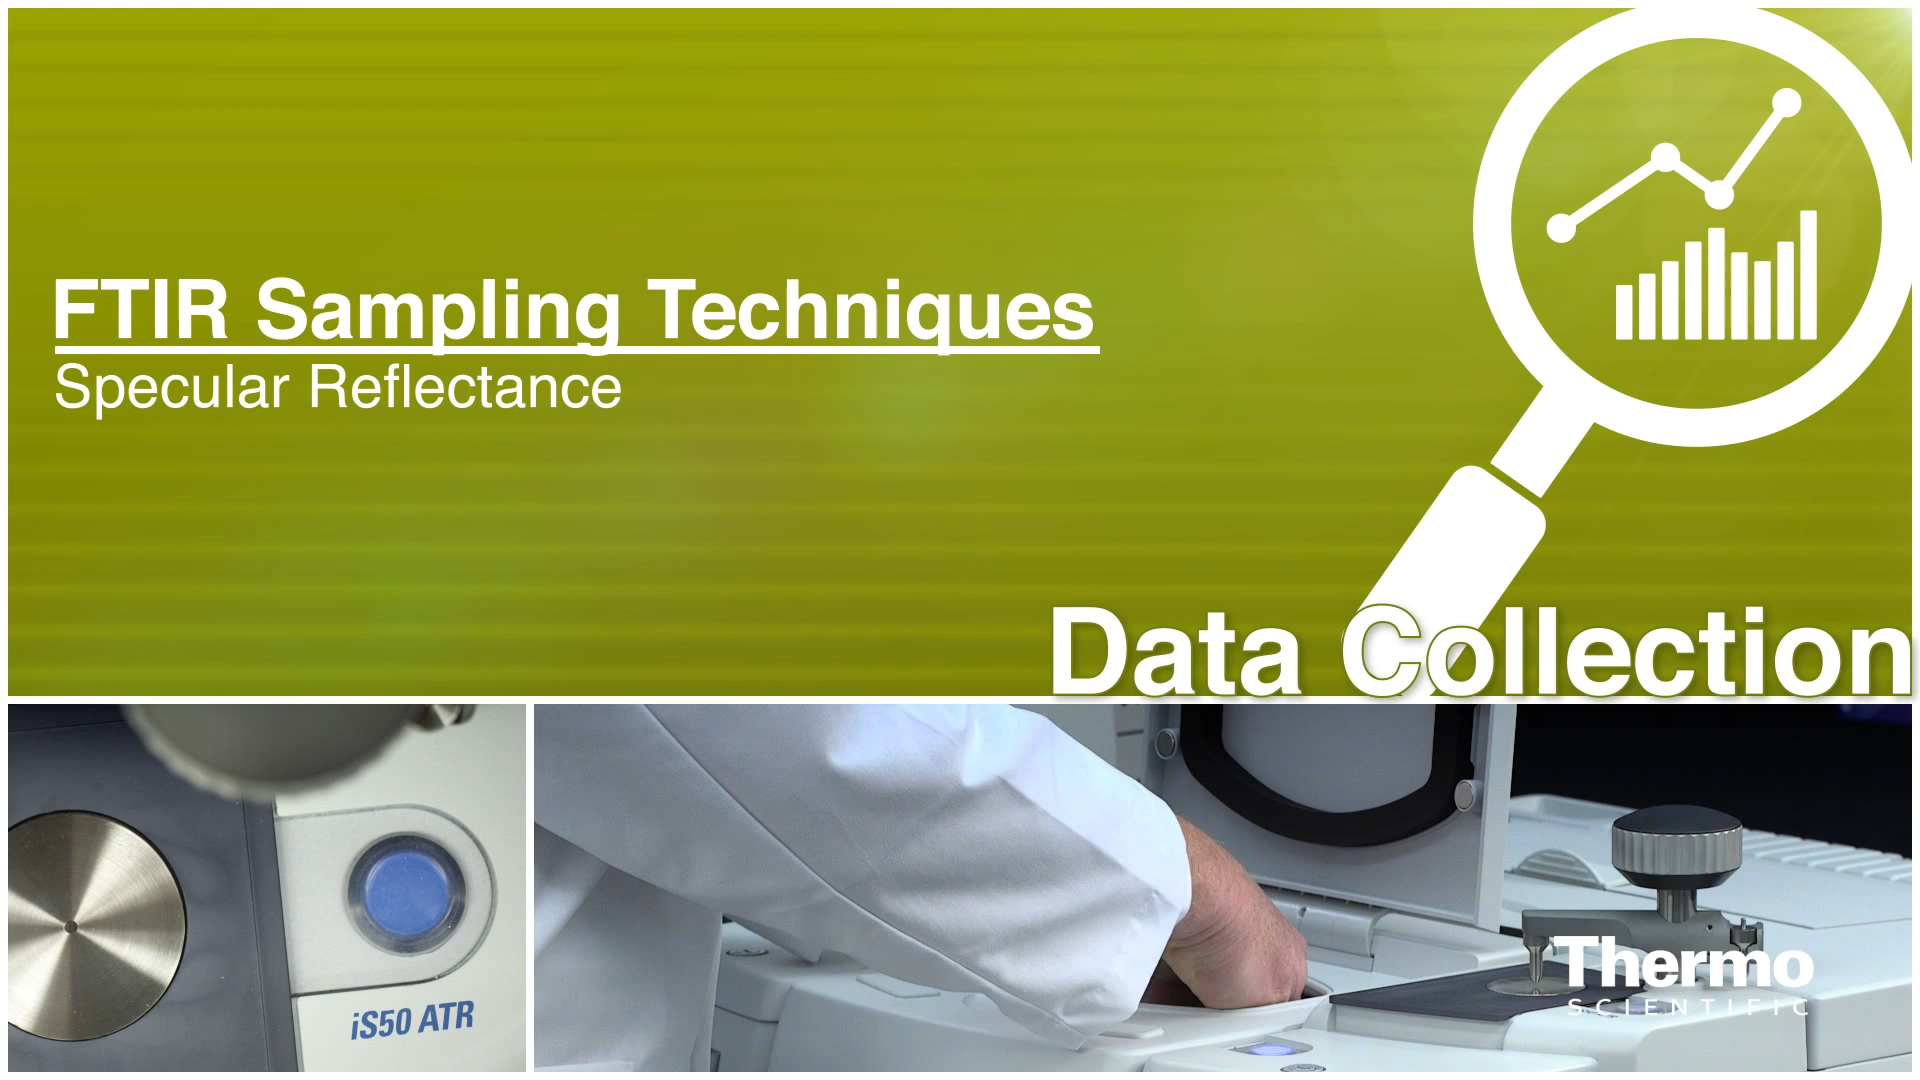 FTIR Sampling Techniques
Specular Reflectance
Data Collection
iS50 ATR
Thermo
SCIENTIFIC